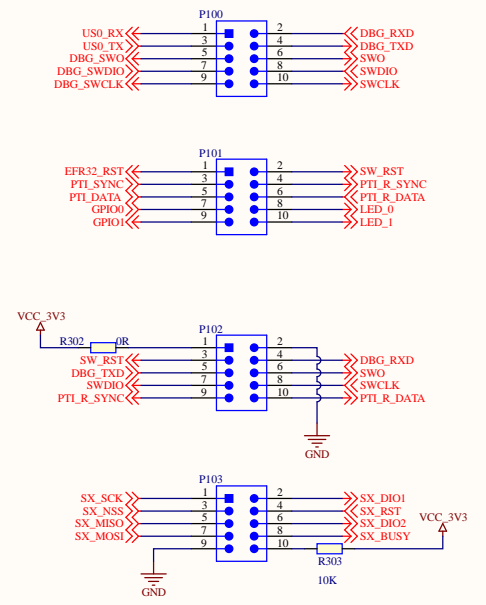 P100
US0_RX 1 2 DBG_RXD
US0_TX 3 4 DBG_TXD
DBG_SWO 5 6 SWO
DBG_SWDIO 7 8 SWDIO
DBG_SWCLK 9 10 SWCLK
P101
EFR32_RST 1 2 SW_RST
PTI_SYNC 3 4 PTI_R_SYNC
PTI_DATA 5 6 PTI_R_DATA
GPIO0 7 8 LED_0
GPIO1 9 10 LED_1
VCC_3V3
P102
R302 0R 1 2
SW_RST 3 4 DBG_RXD
DBG_TXD 5 6 SWO
SWDIO 7 8 SWCLK
PTI_R_SYNC 9 10 PTI_R_DATA
GND
P103
SX_SCK 1 2 SX_DIO1
SX_NSS 3 4 SX_RST
VCC_3V3
SX_MISO 5 6 SX_DIO2
SX_MOSI 7 8 SX_BUSY
9 10
R303
10K
GND